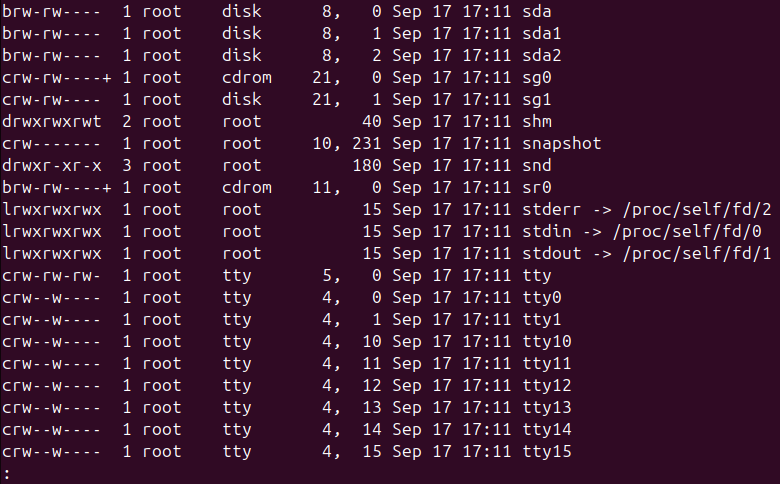 brw-rw----  1 root    disk      8,   0 Sep 17 17:11 sda
brw-rw----  1 root    disk      8,   1 Sep 17 17:11 sda1
brw-rw----  1 root    disk      8,   2 Sep 17 17:11 sda2
crw-rw----+ 1 root    cdrom    21,   0 Sep 17 17:11 sg0
crw-rw----  1 root    disk     21,   1 Sep 17 17:11 sg1
drwxrwxrwt  2 root    root          40 Sep 17 17:11 shm
crw-------  1 root    root     10, 231 Sep 17 17:11 snapshot
drwxr-xr-x  3 root    root         180 Sep 17 17:11 snd
brw-rw----+ 1 root    cdrom    11,   0 Sep 17 17:11 sr0
lrwxrwxrwx  1 root    root          15 Sep 17 17:11 stderr -> /proc/self/fd/2
lrwxrwxrwx  1 root    root          15 Sep 17 17:11 stdin -> /proc/self/fd/0
lrwxrwxrwx  1 root    root          15 Sep 17 17:11 stdout -> /proc/self/fd/1
crw-rw-rw-  1 root    tty       5,   0 Sep 17 17:11 tty
crw--w----  1 root    tty       4,   0 Sep 17 17:11 tty0
crw--w----  1 root    tty       4,   1 Sep 17 17:11 tty1
crw--w----  1 root    tty       4,  10 Sep 17 17:11 tty10
crw--w----  1 root    tty       4,  11 Sep 17 17:11 tty11
crw--w----  1 root    tty       4,  12 Sep 17 17:11 tty12
crw--w----  1 root    tty       4,  13 Sep 17 17:11 tty13
crw--w----  1 root    tty       4,  14 Sep 17 17:11 tty14
crw--w----  1 root    tty       4,  15 Sep 17 17:11 tty15
: